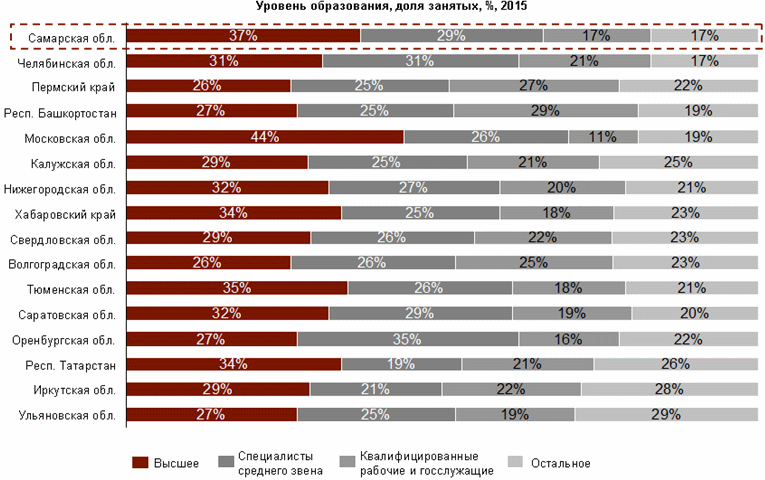 Уровень образования, доля занятых, %, 2015
Самарская обл. 37% 29% 17% 17%
Челябинская обл. 31% 31% 21% 17%
Пермский край 26% 25% 27% 22%
Респ. Башкортостан 27% 25% 29% 19%
Московская обл. 44% 26% 11% 19%
Калужская обл. 29% 25% 21% 25%
Нижегородская обл. 32% 27% 20% 21%
Хабаровский край 34% 25% 18% 23%
Свердловская обл. 29% 26% 22% 23%
Волгоградская обл. 26% 26% 25% 23%
Тюменская обл. 35% 26% 18% 21%
Саратовская обл. 32% 29% 19% 20%
Оренбургская обл. 27% 35% 16% 22%
Респ. Татарстан 34% 19% 21% 26%
Иркутская обл. 29% 21% 22% 28%
Ульяновская обл. 27% 25% 19% 29%
Высшее
Специалисты
среднего звена
Квалифицированные
рабочие и госслужащие
Остальное